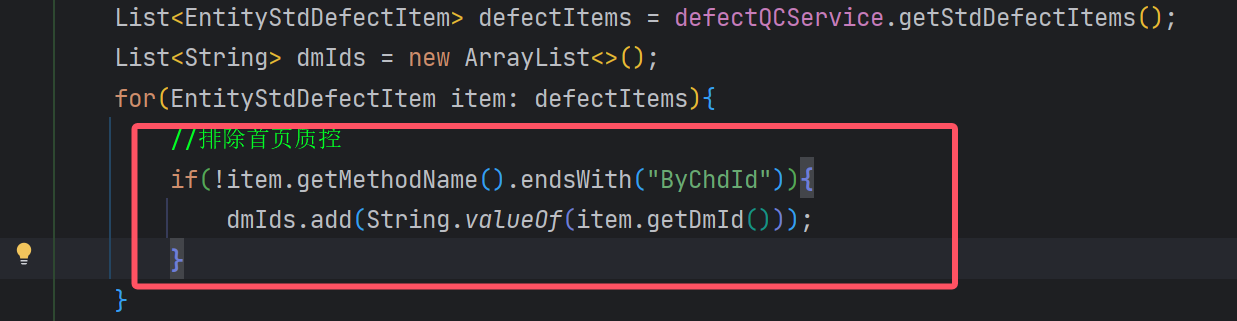 List<EntityStdDefectItem> defectItems = defectQCService.getStdDefectItems();
List<String> dmIds = new ArrayList<>();
for(EntityStdDefectItem item: defectItems){
//排除首页质控
if(!item.getMethodName().endsWith("ByChdId")){
dmIds.add(String.valueOf(item.getDmId()));
}
}